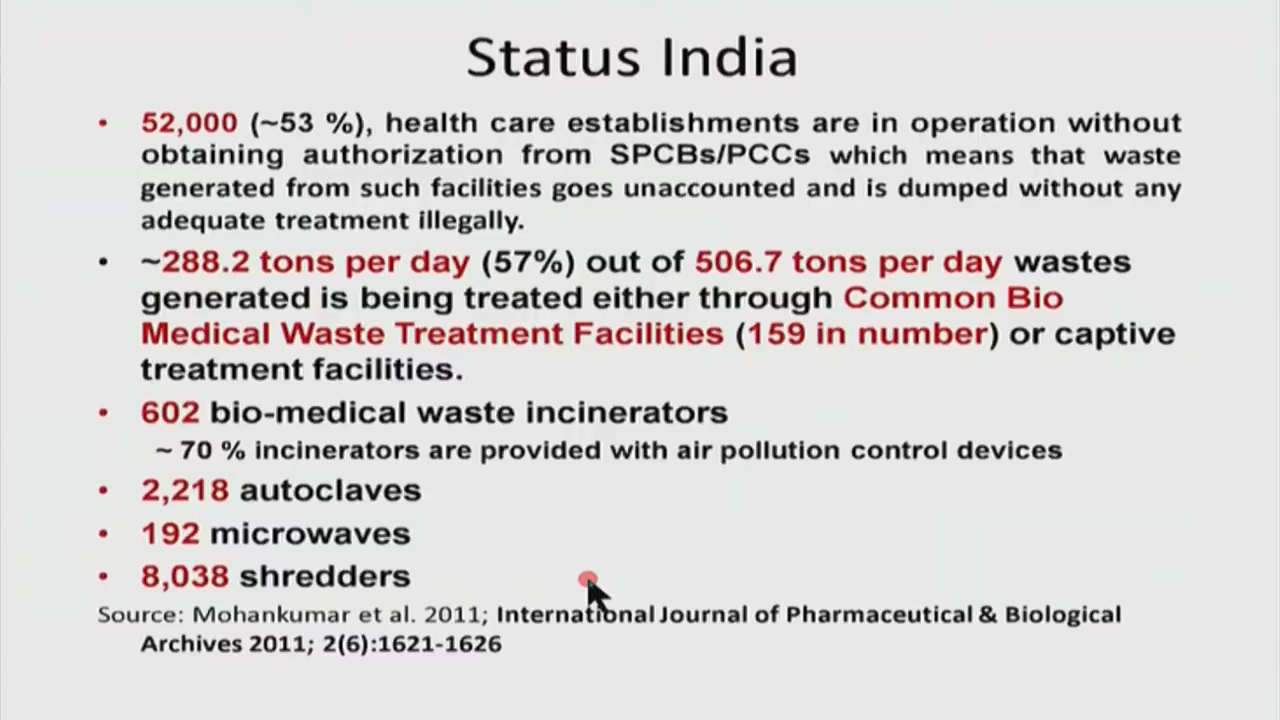 Status India
• 52,000 (~53 %), health care establishments are in operation without
obtaining authorization from SPCBs/PCCs which means that waste
generated from such facilities goes unaccounted and is dumped without any
adequate treatment illegally.
• ~288.2 tons per day (57%) out of 506.7 tons per day wastes
generated is being treated either through Common Bio
Medical Waste Treatment Facilities (159 in number) or captive
treatment facilities.
• 602 bio-medical waste incinerators
~ 70 % incinerators are provided with air pollution control devices
• 2,218 autoclaves
• 192 microwaves
• 8,038 shredders
Source: Mohankumar et al. 2011; International Journal of Pharmaceutical & Biological
Archives 2011; 2(6):1621-1626